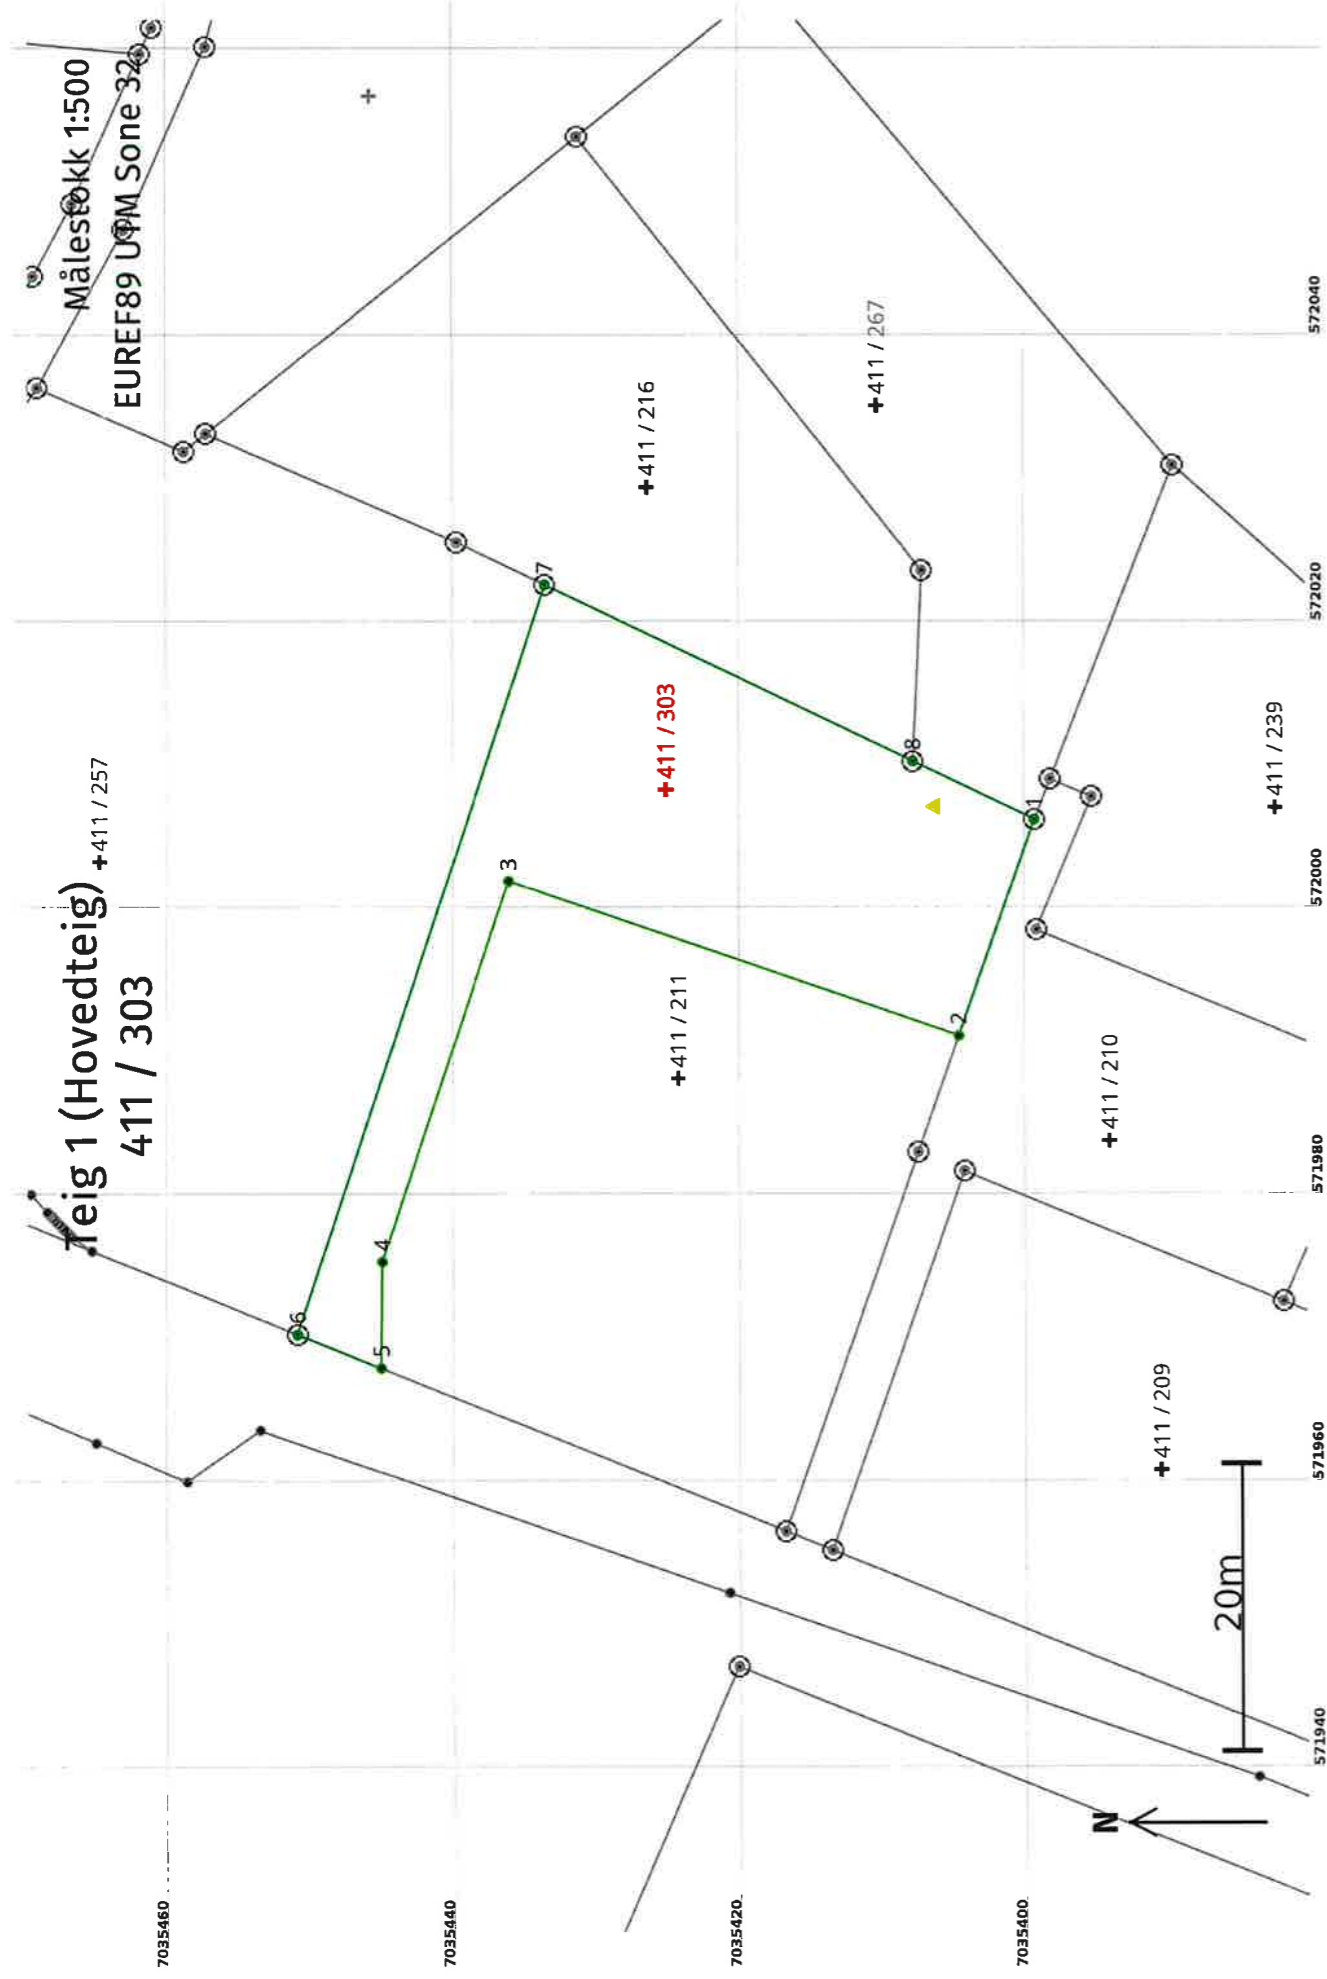 Teig 1 (Hovedteig)
411 / 303
Målestokk 1:500
EUREF89 UTM Sone 32
+411 / 257
+411 / 216
+411 / 267
+411 / 303
+411 / 211
+411 / 239
+411 / 210
+411 / 209
6
5
4
3
7
8
2
1
7035460
7035440
7035420
7035400
571940
571960
571980
572000
572020
572040
N
20m